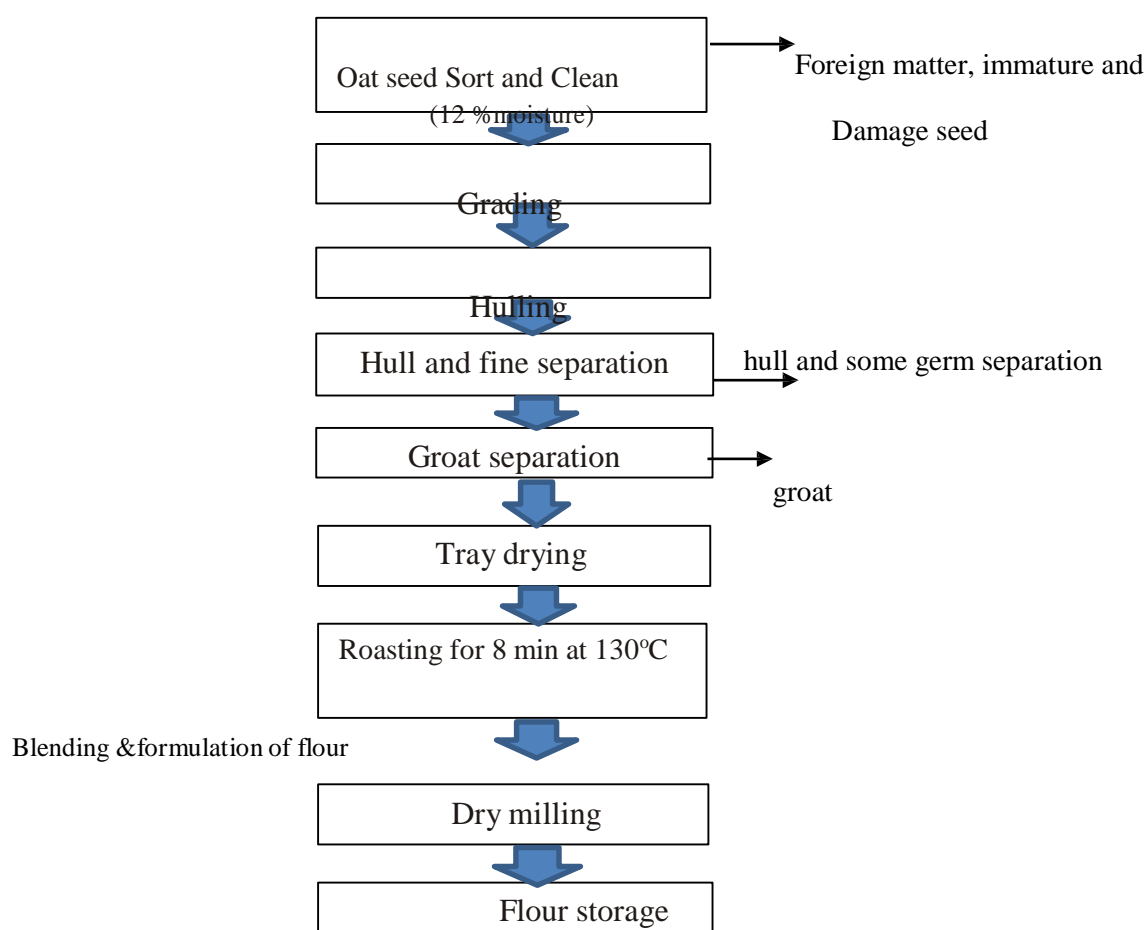 Oat seed Sort and Clean
(12 %moisture)
Foreign matter, immature and
Damage seed
Grading
Hulling
Hull and fine separation
hull and some germ separation
Groat separation
groat
Tray drying
Roasting for 8 min at 130ºC
Blending &formulation of flour
Dry milling
Flour storage